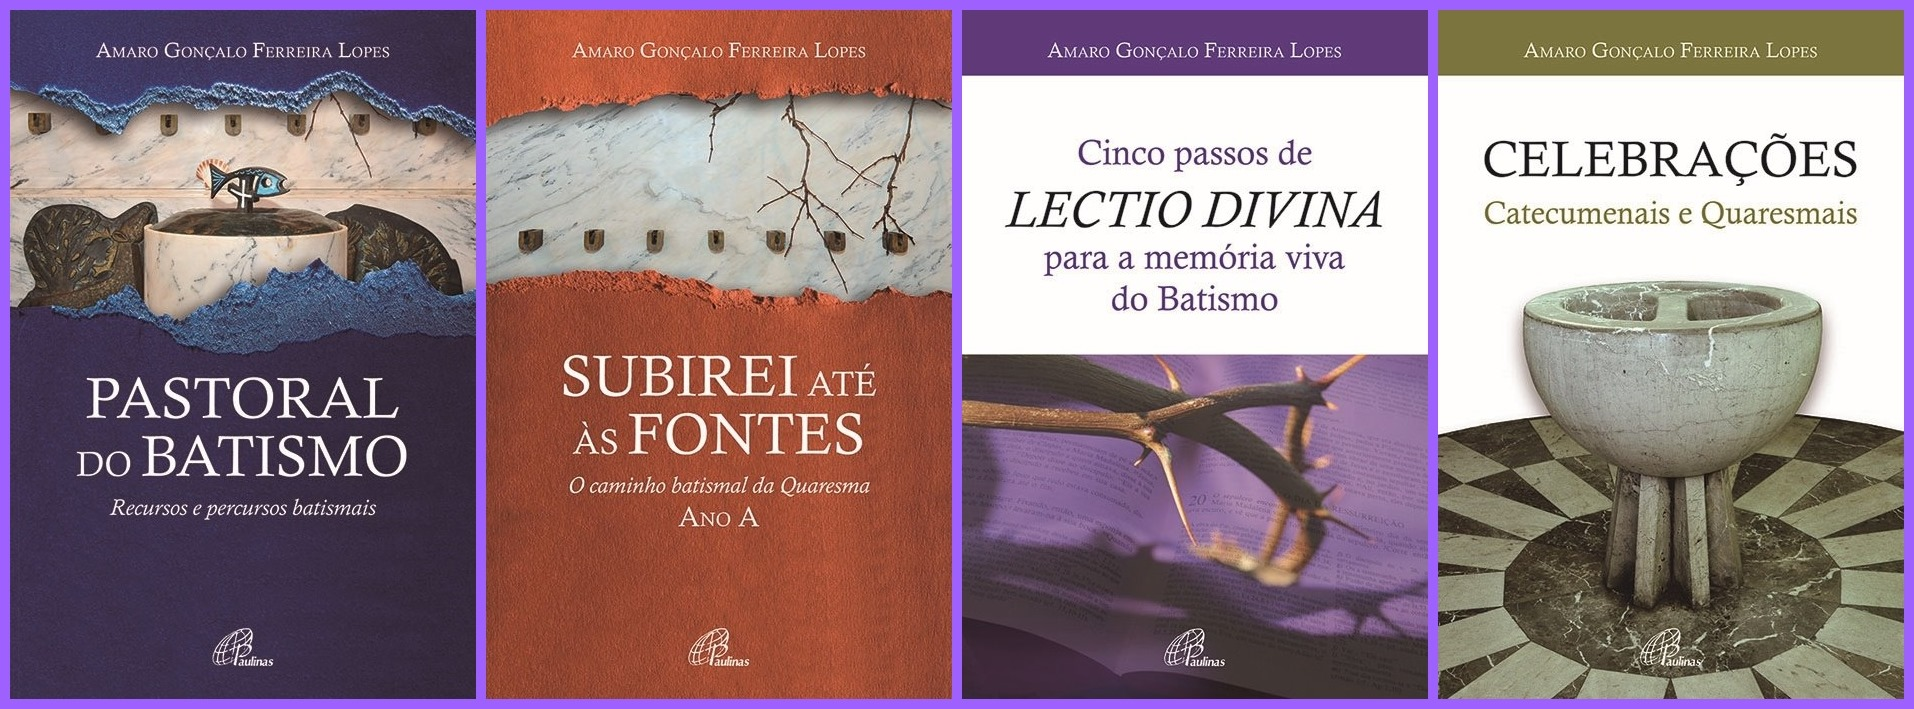 AMARO GONÇALO FERREIRA LOPES
PASTORAL
DO BATISMO
Recursos e percursos batismais
Paulinas
AMARO GONÇALO FERREIRA LOPES
SUBIREI ATÉ
ÀS FONTES
O caminho batismal da Quaresma
ANO A
Paulinas
AMARO GONÇALO FERREIRA LOPES
Cinco passos de
LECTIO DIVINA
para a memória viva
do Batismo
Paulinas
AMARO GONÇALO FERREIRA LOPES
CELEBRAÇÕES
Catecumenais e Quaresmais
Paulinas